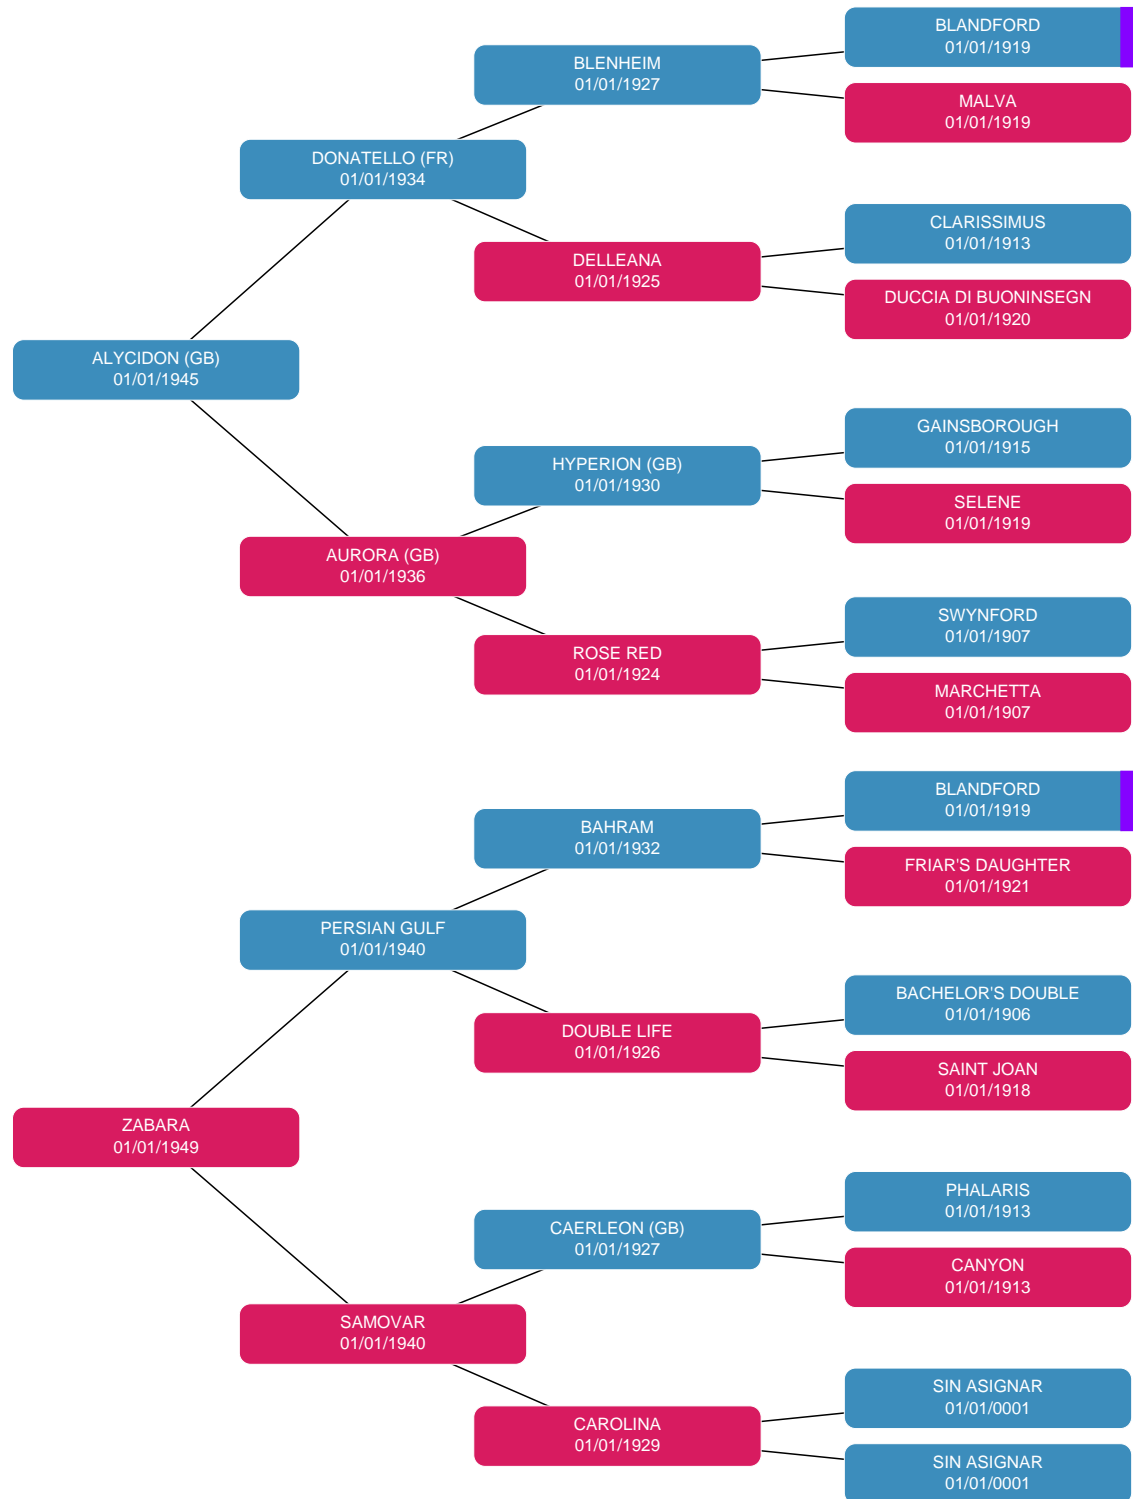 BLANDFORD
01/01/1919
BLENHEIM
01/01/1927
MALVA
01/01/1919
DONATELLO (FR)
01/01/1934
CLARISSIMUS
01/01/1913
DELLEANA
01/01/1925
DUCCIA DI BUONINSEGN
01/01/1920
ALYCIDON (GB)
01/01/1945
GAINSBOROUGH
01/01/1915
HYPERION (GB)
01/01/1930
SELENE
01/01/1919
AURORA (GB)
01/01/1936
SWYNFORD
01/01/1907
ROSE RED
01/01/1924
MARCHETTA
01/01/1907
BLANDFORD
01/01/1919
BAHRAM
01/01/1932
FRIAR'S DAUGHTER
01/01/1921
PERSIAN GULF
01/01/1940
BACHELOR'S DOUBLE
01/01/1906
DOUBLE LIFE
01/01/1926
SAINT JOAN
01/01/1918
ZABARA
01/01/1949
PHALARIS
01/01/1913
CAERLEON (GB)
01/01/1927
CANYON
01/01/1913
SAMOVAR
01/01/1940
SIN ASIGNAR
01/01/0001
CAROLINA
01/01/1929
SIN ASIGNAR
01/01/0001